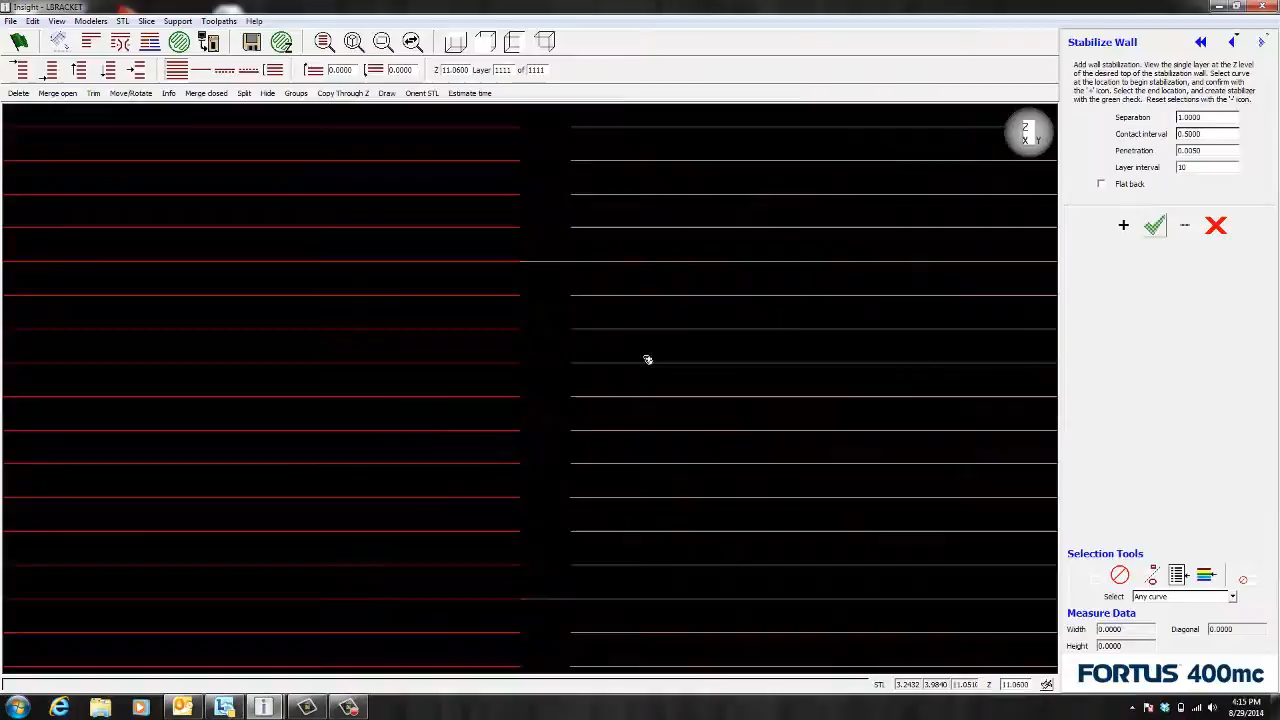 Insight - LBRACKET
File Edit View Modelers STL Slice Support Toolpaths Help
0.0000 0.0000 Z 11.0600 Layer 1111 of 1111
Delete Merge open Trim Move/Rotate Info Merge closed Split Hide Groups Copy Through Z Draw Orient STL Estimate time
Z
X Y
Stabilize Wall
Add wall stabilization. View the single layer at the Z level
of the desired top of the stabilization wall. Select curve
at the location to begin stabilization, and confirm with
the '+' icon. Select the end location, and create stabilizer
with the green check. Reset selections with the '-' icon.
Separation 1.0000
Contact interval 0.5000
Penetration 0.0050
Layer interval 10
Flat back
Selection Tools
Select Any curve
Measure Data
Width 0.0000 Diagonal 0.0000
Height 0.0000
FORTUS 400mc
STL 3.2432 3.9840 11.0510 Z 11.0600
4:15 PM
8/29/2014